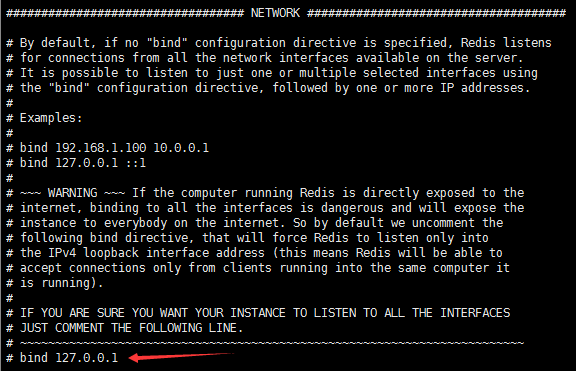 ################################## NETWORK #####################################
# By default, if no "bind" configuration directive is specified, Redis listens
# for connections from all the network interfaces available on the server.
# It is possible to listen to just one or multiple selected interfaces using
# the "bind" configuration directive, followed by one or more IP addresses.
#
# Examples:
#
# bind 192.168.1.100 10.0.0.1
# bind 127.0.0.1 ::1
#
# ~~~ WARNING ~~~ If the computer running Redis is directly exposed to the
# internet, binding to all the interfaces is dangerous and will expose the
# instance to everybody on the internet. So by default we uncomment the
# following bind directive, that will force Redis to listen only into
# the IPv4 loopback interface address (this means Redis will be able to
# accept connections only from clients running into the same computer it
# is running).
#
# IF YOU ARE SURE YOU WANT YOUR INSTANCE TO LISTEN TO ALL THE INTERFACES
# JUST COMMENT THE FOLLOWING LINE.
# ~~~~~~~~~~~~~~~~~~~~~~~~~~~~~~~~~~~~~~~~~~~~~~~~~~~~~~~~~~~~~~~~~~~~~~~~
# bind 127.0.0.1